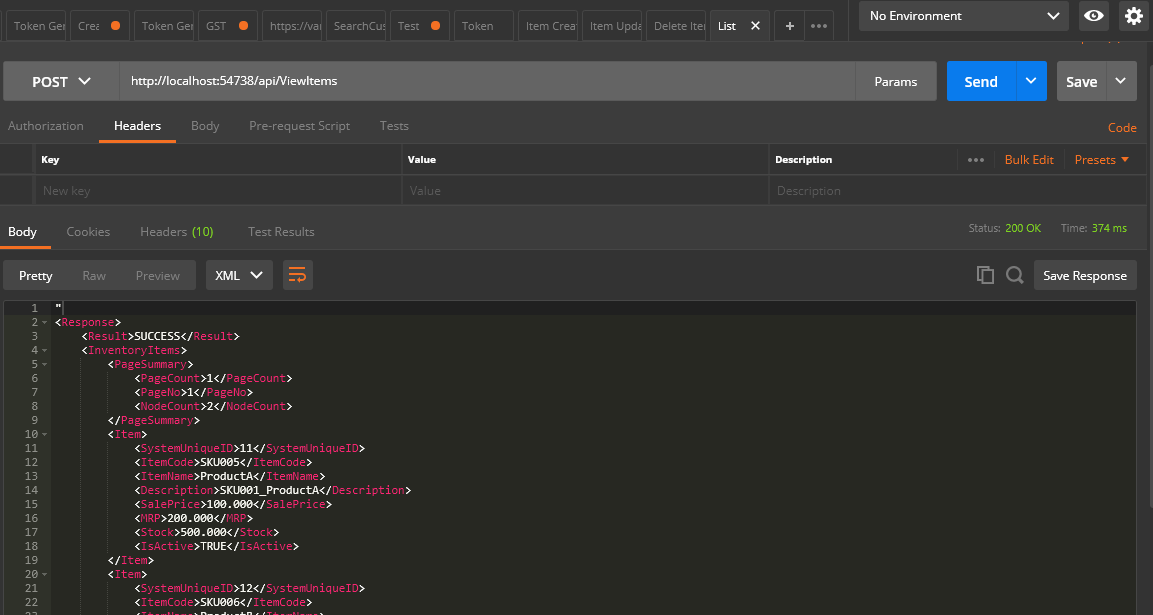 Token Ger Crea Token Ger GST https://va SearchCus Test Token Item Creat Item Upda Delete Iter List × + ••• No Environment
POST http://localhost:54738/api/ViewItems Params Send Save
Authorization Headers Body Pre-request Script Tests Code
Key Value Description ••• Bulk Edit Presets
New key Value Description
Body Cookies Headers (10) Test Results Status: 200 OK Time: 374 ms
Pretty Raw Preview XML Save Response
1 "
2 <Response>
3 <Result>SUCCESS</Result>
4 <InventoryItems>
5 <PageSummary>
6 <PageCount>1</PageCount>
7 <PageNo>1</PageNo>
8 <NodeCount>2</NodeCount>
9 </PageSummary>
10 <Item>
11 <SystemUniqueID>11</SystemUniqueID>
12 <ItemCode>SKU005</ItemCode>
13 <ItemName>ProductA</ItemName>
14 <Description>SKU001_ProductA</Description>
15 <SalePrice>100.000</SalePrice>
16 <MRP>200.000</MRP>
17 <Stock>500.000</Stock>
18 <IsActive>TRUE</IsActive>
19 </Item>
20 <Item>
21 <SystemUniqueID>12</SystemUniqueID>
22 <ItemCode>SKU006</ItemCode>